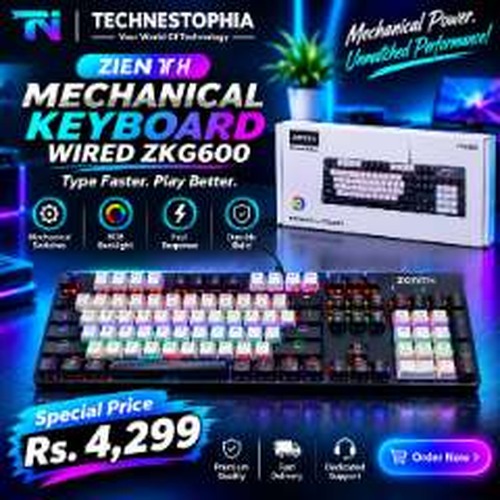 TN
TECHNESTOPHIA
Your World Of Technology
Mechanical Power.
Unmatched Performance!
MECHANICAL
KEYBOARD
WIRED ZKG600
Type Faster. Play Better.
Mechanical
Switches
RGB
Backlight
Fast
Response
Durable
Build
ZENITH
Special Price
Rs. 4,299
Premium
Quality
Fast
Delivery
Dedicated
Support
Order Now >